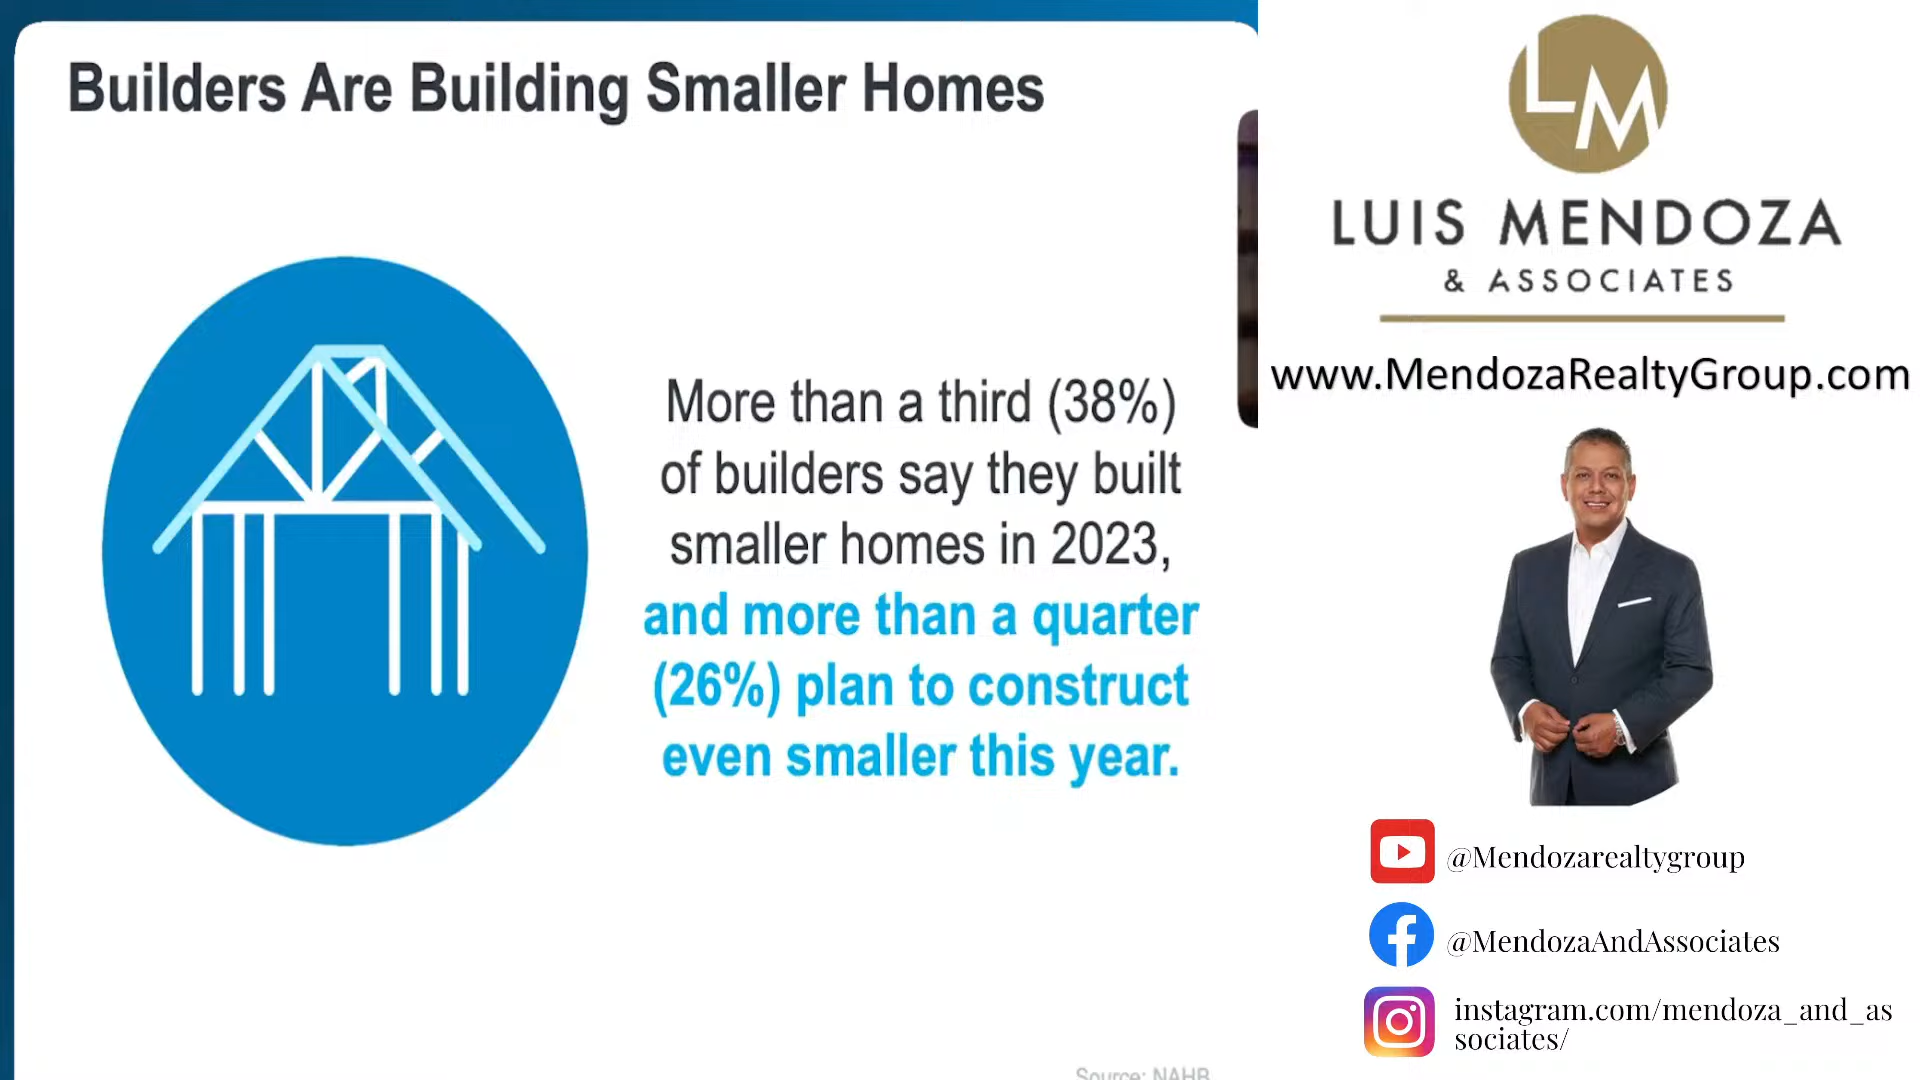 Builders Are Building Smaller Homes
More than a third (38%)
of builders say they built
smaller homes in 2023,
and more than a quarter
(26%) plan to construct
even smaller this year.
Source: NAHB
LM
LUIS MENDOZA
& ASSOCIATES
www.MendozaRealtyGroup.com
@Mendozarealtygroup
@MendozaAndAssociates
instagram.com/mendoza_and_as
sociates/